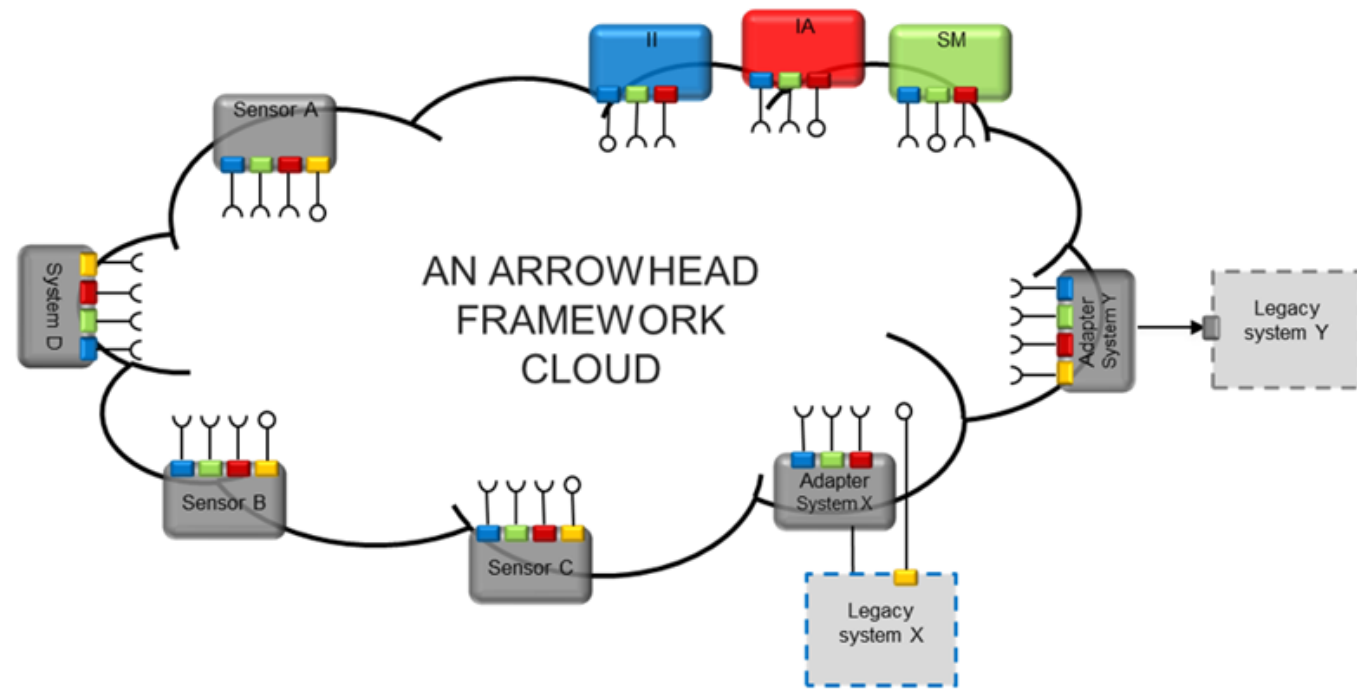 II
IA
SM
Sensor A
System D
AN ARROWHEAD
FRAMEWORK
CLOUD
Adapter
System Y
Legacy
system Y
Sensor B
Sensor C
Adapter
System X
Legacy
system X